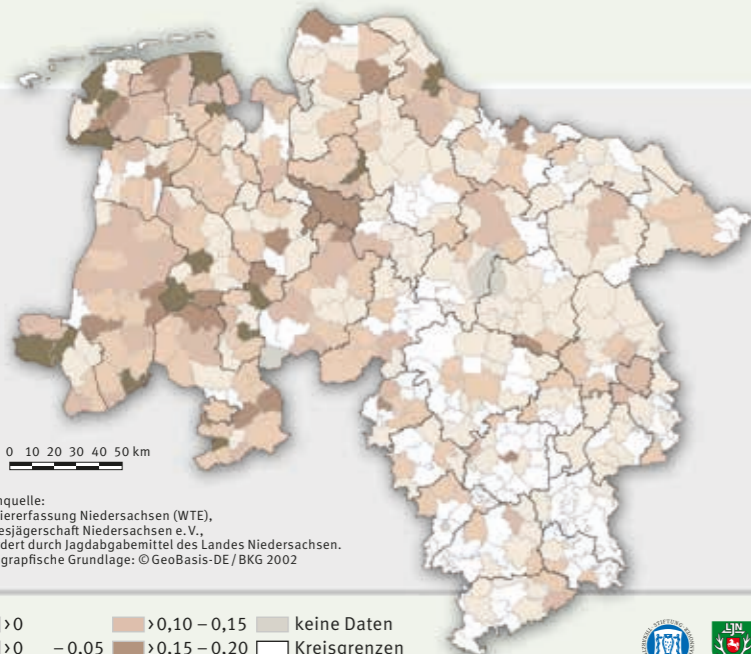 0 10 20 30 40 50 km
nquelle:
iererfassung Niedersachsen (WTE),
esjägerschaft Niedersachsen e.V.,
dert durch Jagdabgabemittel des Landes Niedersachsen.
grafische Grundlage: © GeoBasis-DE / BKG 2002
>0 >0,10 – 0,15 keine Daten
>0 – 0,05 >0,15 – 0,20 Kreisgrenzen
LJN